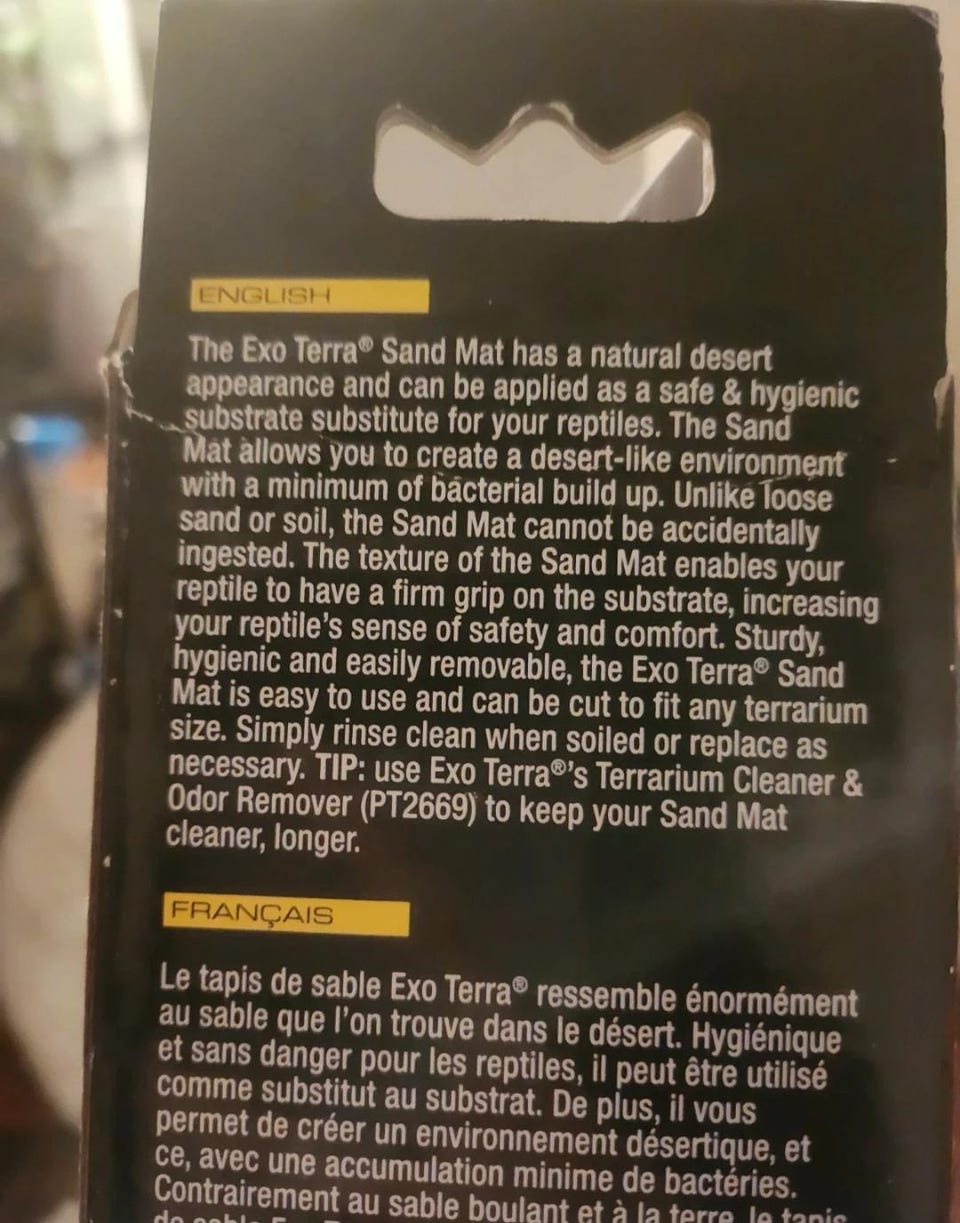 ENGLISH
The Exo Terra® Sand Mat has a natural desert
appearance and can be applied as a safe & hygienic
substrate substitute for your reptiles. The Sand
Mat allows you to create a desert-like environment
with a minimum of bacterial build up. Unlike loose
sand or soil, the Sand Mat cannot be accidentally
ingested. The texture of the Sand Mat enables your
reptile to have a firm grip on the substrate, increasing
your reptile's sense of safety and comfort. Sturdy,
hygienic and easily removable, the Exo Terra® Sand
Mat is easy to use and can be cut to fit any terrarium
size. Simply rinse clean when soiled or replace as
necessary. TIP: use Exo Terra®'s Terrarium Cleaner &
Odor Remover (PT2669) to keep your Sand Mat
cleaner, longer.
FRANÇAIS
Le tapis de sable Exo Terra® ressemble énormément
au sable que l'on trouve dans le désert. Hygiénique
et sans danger pour les reptiles, il peut être utilisé
comme substitut au substrat. De plus, il vous
permet de créer un environnement désertique, et
ce, avec une accumulation minime de bactéries.
Contrairement au sable boulant et à la terre, le tapis
de sable